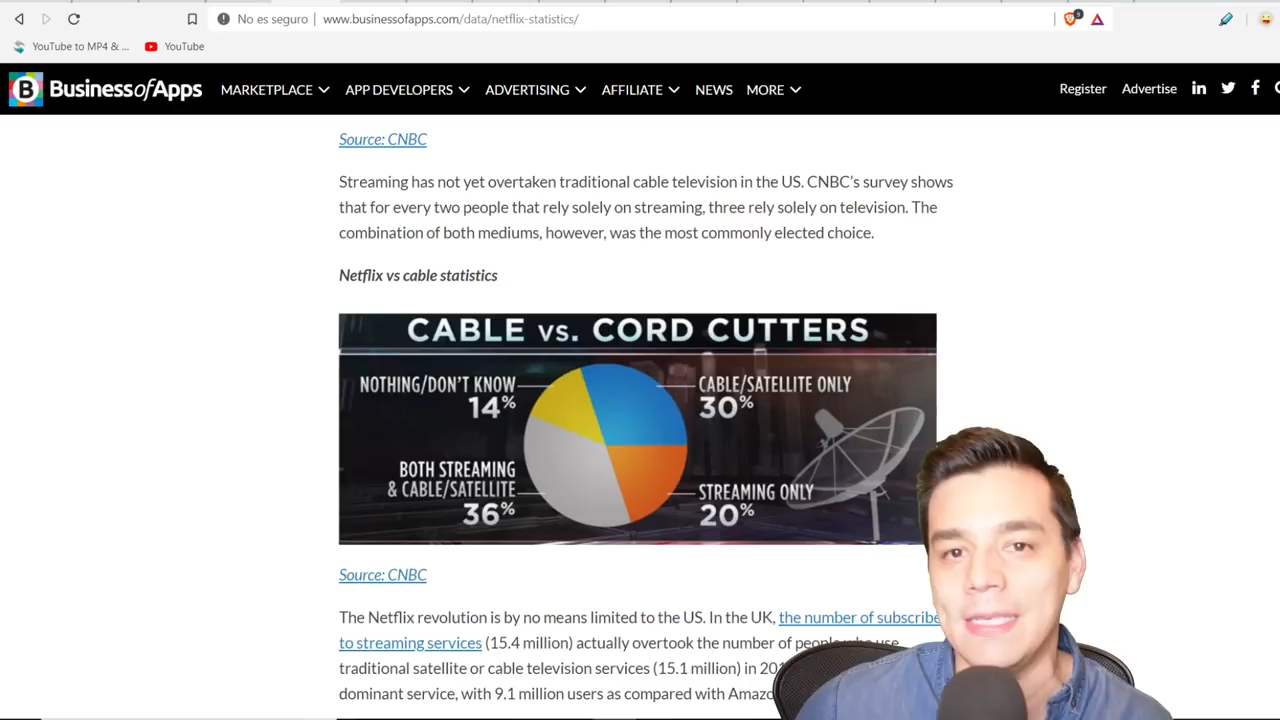 No es seguro www.businessofapps.com/data/netflix-statistics/
YouTube to MP4 & ... YouTube
B BusinessofApps MARKETPLACE APP DEVELOPERS ADVERTISING AFFILIATE NEWS MORE Register Advertise
Source: CNBC
Streaming has not yet overtaken traditional cable television in the US. CNBC’s survey shows
that for every two people that rely solely on streaming, three rely solely on television. The
combination of both mediums, however, was the most commonly elected choice.
Netflix vs cable statistics
CABLE vs. CORD CUTTERS
NOTHING/DON'T KNOW
14%
CABLE/SATELLITE ONLY
30%
BOTH STREAMING
& CABLE/SATELLITE
36%
STREAMING ONLY
20%
Source: CNBC
The Netflix revolution is by no means limited to the US. In the UK, the number of subscribe
to streaming services (15.4 million) actually overtook the number of people who use
traditional satellite or cable television services (15.1 million) in
dominant service, with 9.1 million users as compared with